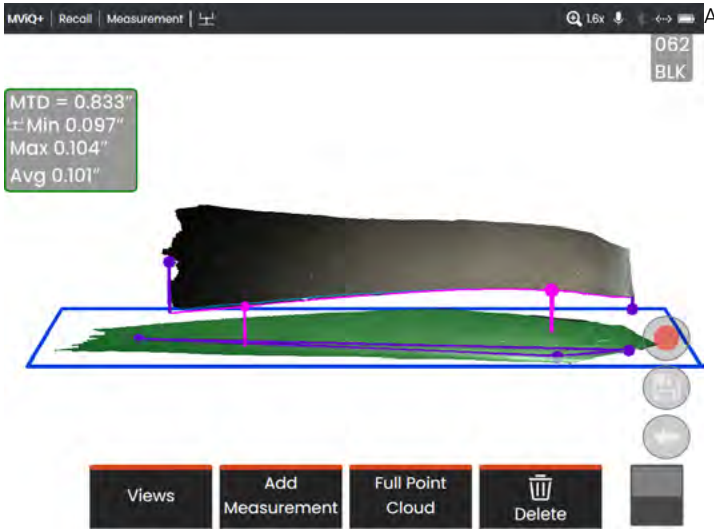 MViQ+ | Recall | Measurement |
1.6x
A
062
BLK
MTD = 0.833"
Min 0.097"
Max 0.104"
Avg 0.101"
Views
Add
Measurement
Full Point
Cloud
Delete